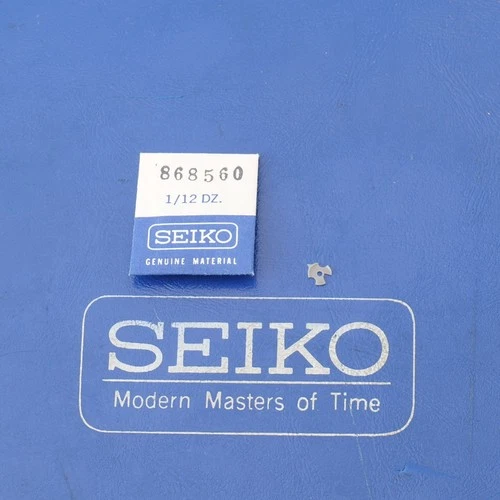 868560
1/12 DZ.
SEIKO
GENUINE MATERIAL
SEIKO
Modern Masters of Time